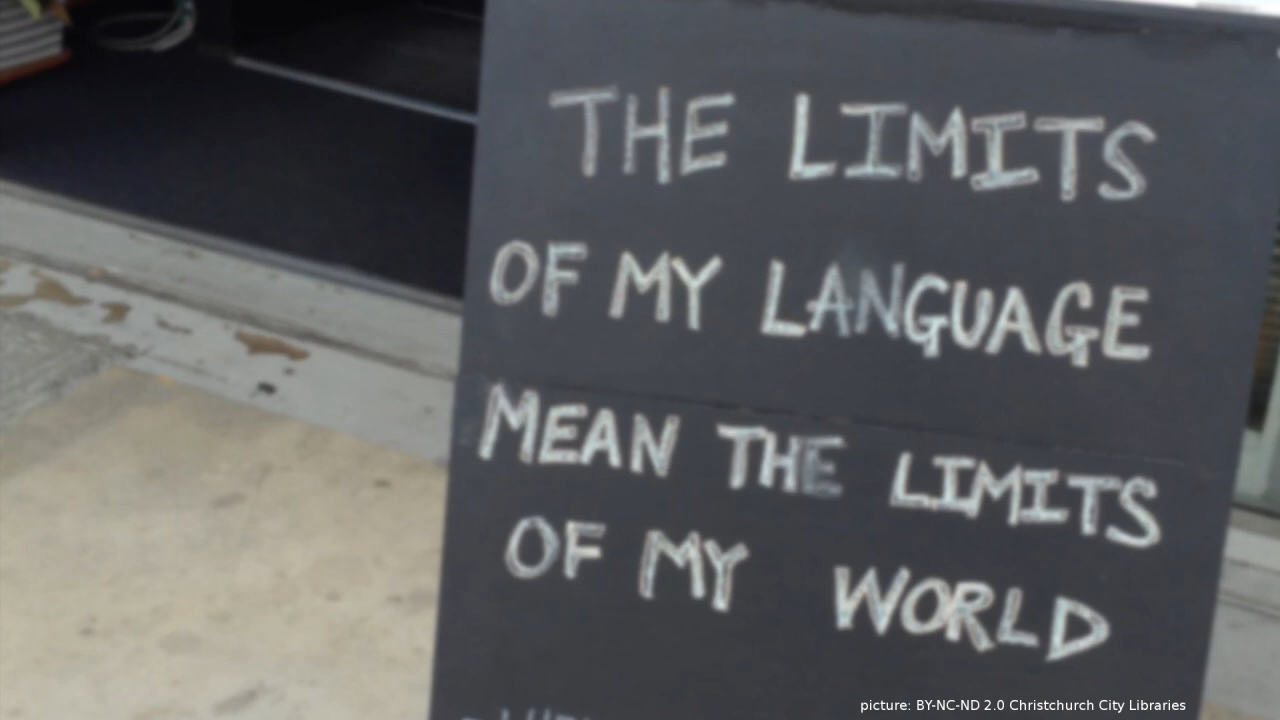 THE LIMITS
OF MY LANGUAGE
MEAN THE LIMITS
OF MY WORLD
picture: BY-NC-ND 2.0 Christchurch City Libraries